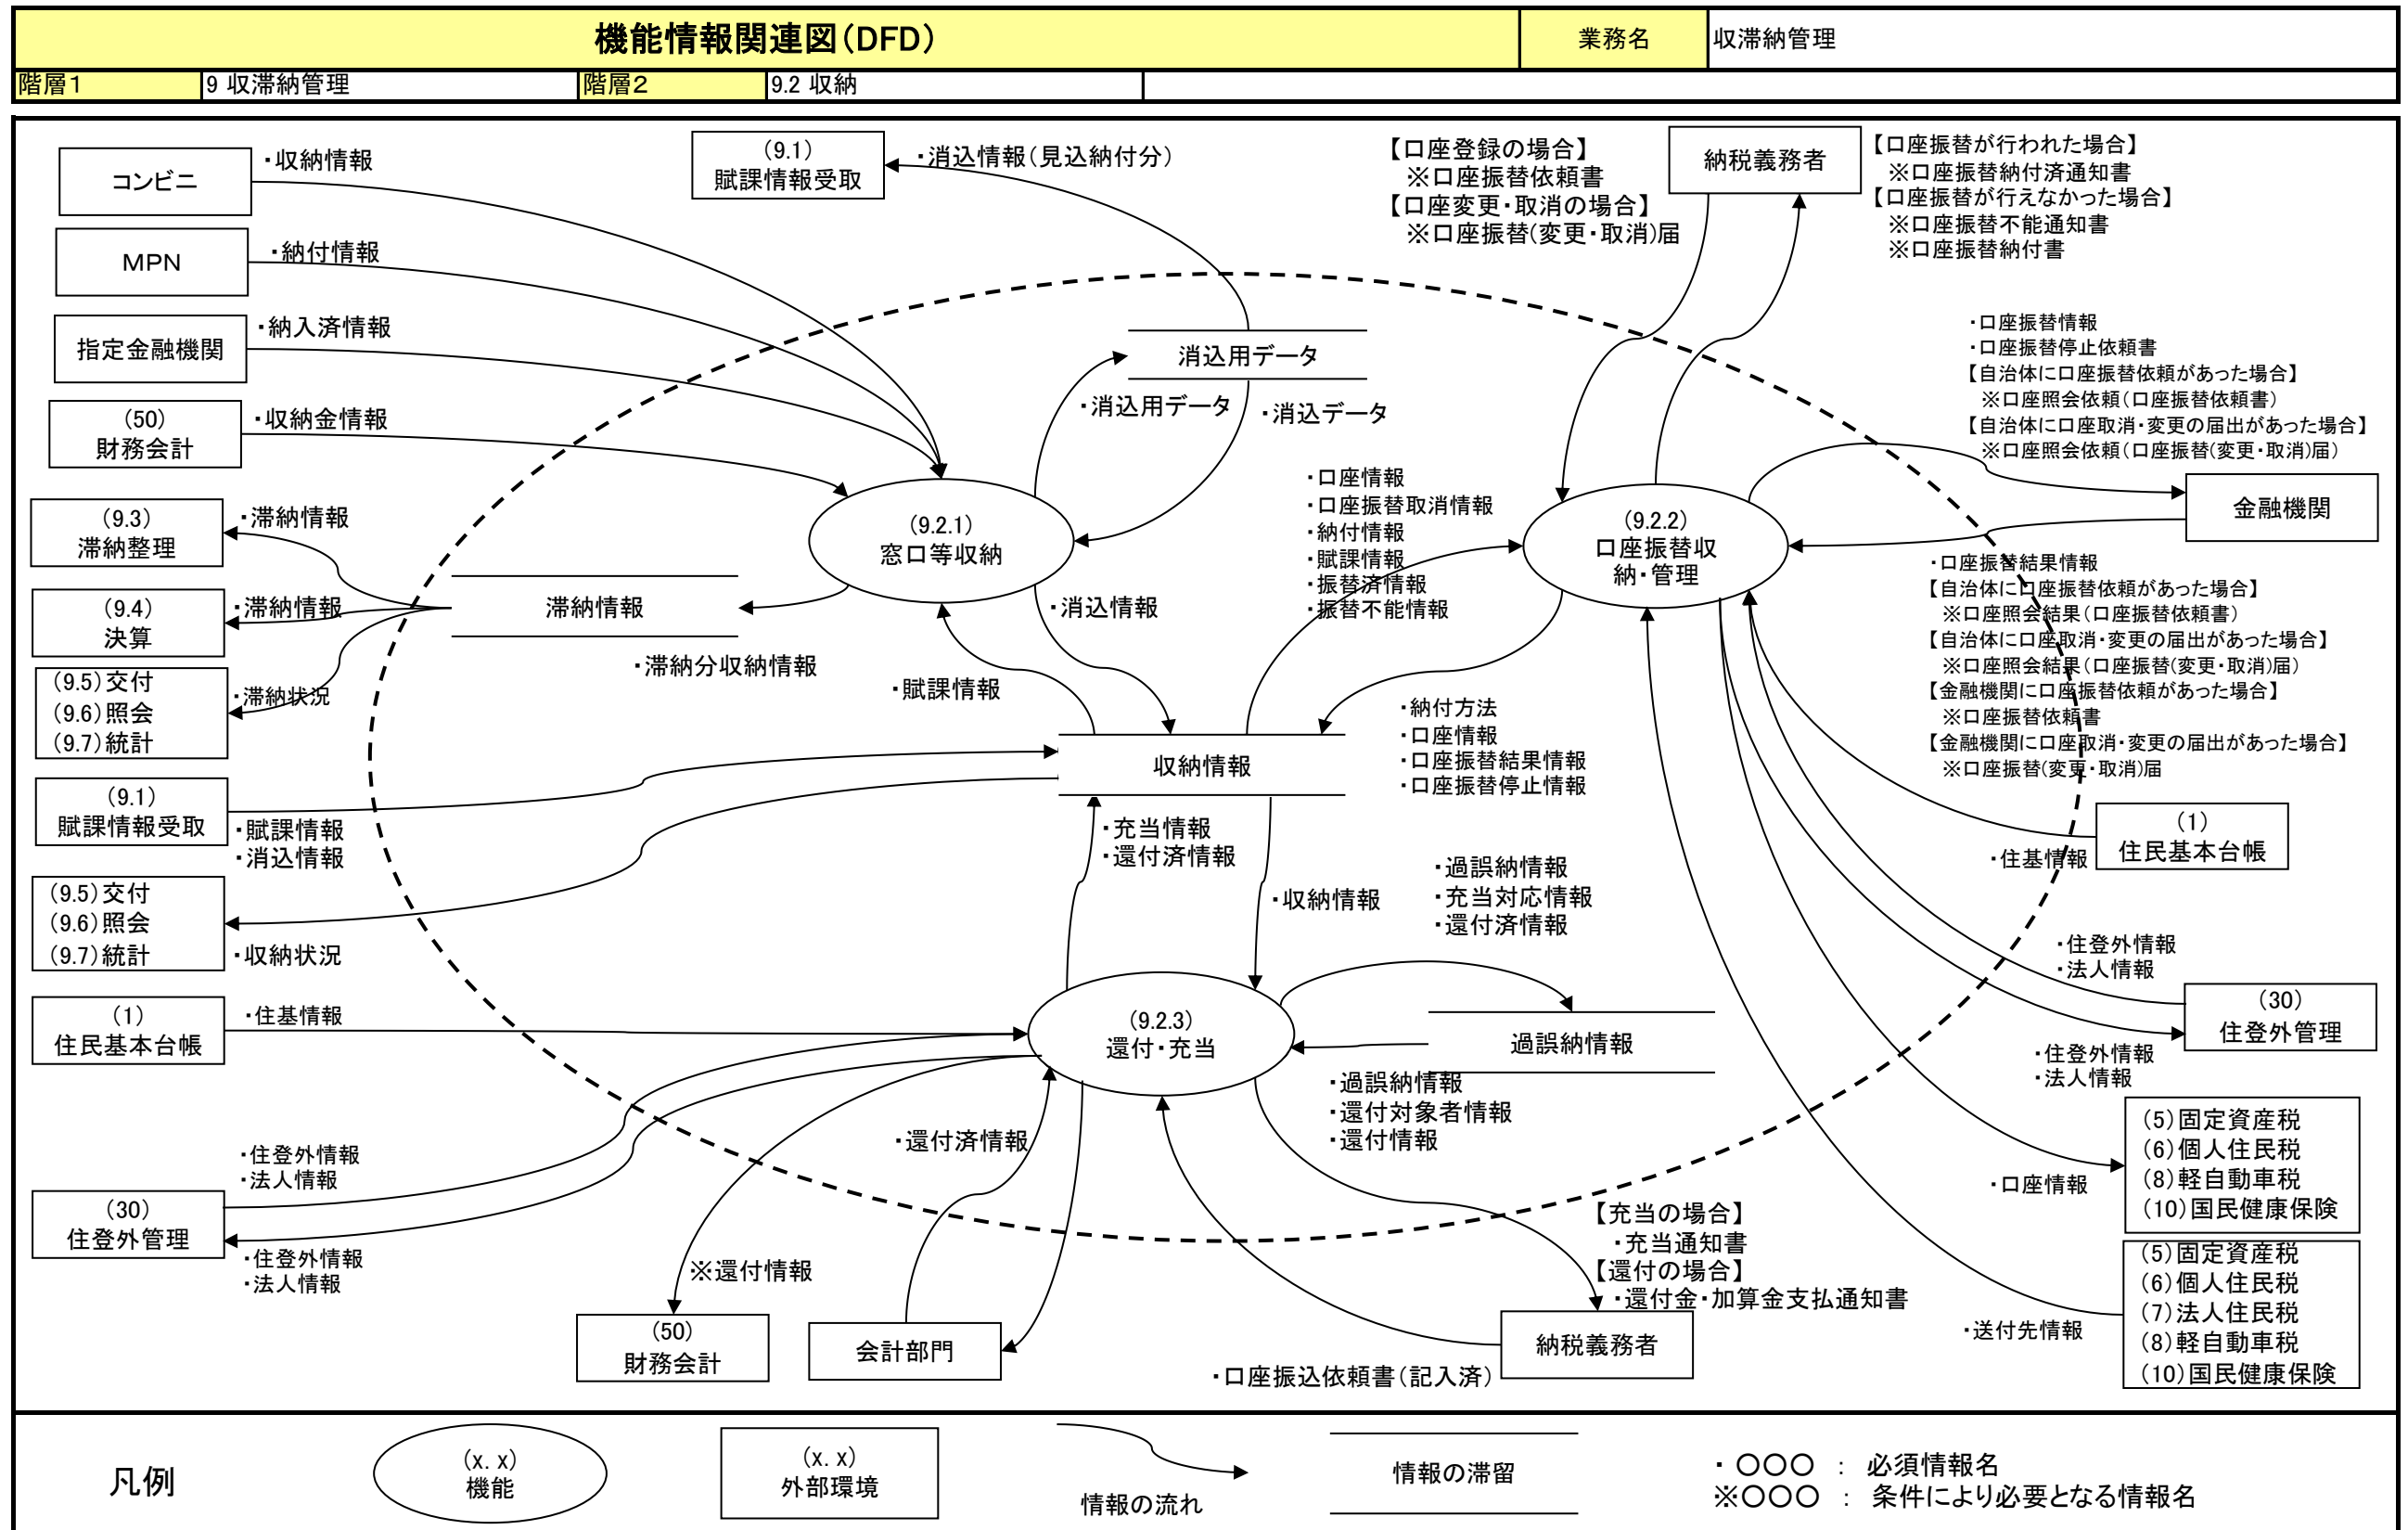 機能情報関連図(DFD)
業務名
収滞納管理
階層1
9 収滞納管理
階層2
9.2 収納
コンビニ
・収納情報
MPN
・納付情報
指定金融機関
・納入済情報
(50)
財務会計
・収納金情報
(9.3)
滞納整理
・滞納情報
(9.4)
決算
・滞納情報
(9.5)交付
(9.6)照会
(9.7)統計
・滞納状況
(9.1)
賦課情報受取
・賦課情報
・消込情報
(9.5)交付
(9.6)照会
(9.7)統計
・収納状況
(1)
住民基本台帳
・住基情報
・住登外情報
・法人情報
(30)
住登外管理
・住登外情報
・法人情報
(9.1)
賦課情報受取
・消込情報(見込納付分)
消込用データ
・消込用データ
・消込データ
(9.2.1)
窓口等収納
滞納情報
・滞納分収納情報
・消込情報
・賦課情報
収納情報
・口座情報
・口座振替取消情報
・納付情報
・賦課情報
・振替済情報
・振替不能情報
・納付方法
・口座情報
・口座振替結果情報
・口座振替停止情報
・充当情報
・還付済情報
・収納情報
・過誤納情報
・充当対応情報
・還付済情報
(9.2.3)
還付・充当
過誤納情報
・過誤納情報
・還付対象者情報
・還付情報
・還付済情報
※還付情報
(50)
財務会計
会計部門
【充当の場合】
・充当通知書
【還付の場合】
・還付金・加算金支払通知書
納税義務者
・口座振込依頼書(記入済)
【口座登録の場合】
※口座振替依頼書
【口座変更・取消の場合】
※口座振替(変更・取消)届
納税義務者
【口座振替が行われた場合】
※口座振替納付済通知書
【口座振替が行えなかった場合】
※口座振替不能通知書
※口座振替納付書
(9.2.2)
口座振替収
納・管理
・口座振替情報
・口座振替停止依頼書
【自治体に口座振替依頼があった場合】
※口座照会依頼(口座振替依頼書)
【自治体に口座取消・変更の届出があった場合】
※口座照会依頼(口座振替(変更・取消)届)
金融機関
・口座振替結果情報
【自治体に口座振替依頼があった場合】
※口座照会結果(口座振替依頼書)
【自治体に口座取消・変更の届出があった場合】
※口座照会結果(口座振替(変更・取消)届)
【金融機関に口座振替依頼があった場合】
※口座振替依頼書
【金融機関に口座取消・変更の届出があった場合】
※口座振替(変更・取消)届
(1)
住民基本台帳
・住基情報
・住登外情報
・法人情報
(30)
住登外管理
・住登外情報
・法人情報
(5)固定資産税
(6)個人住民税
(8)軽自動車税
(10)国民健康保険
・口座情報
(5)固定資産税
(6)個人住民税
(7)法人住民税
(8)軽自動車税
(10)国民健康保険
・送付先情報
凡例
(x.x)
機能
(x.x)
外部環境
情報の流れ
情報の滞留
・ 〇〇〇 : 必須情報名
※〇〇〇 : 条件により必要となる情報名